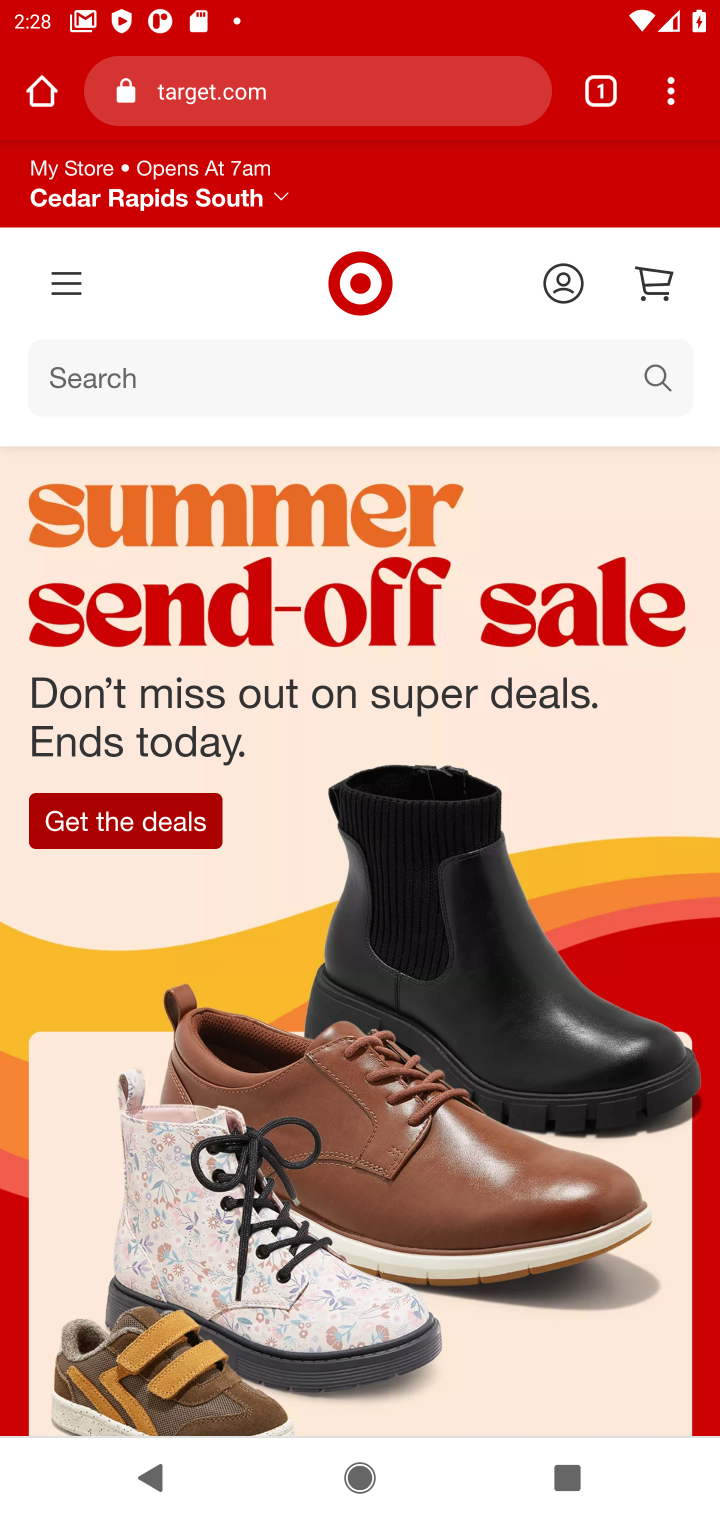 2:28
target.com
1
My Store • Opens At 7am
Cedar Rapids South
Search
summer
send-off sale
Don't miss out on super deals.
Ends today.
Get the deals